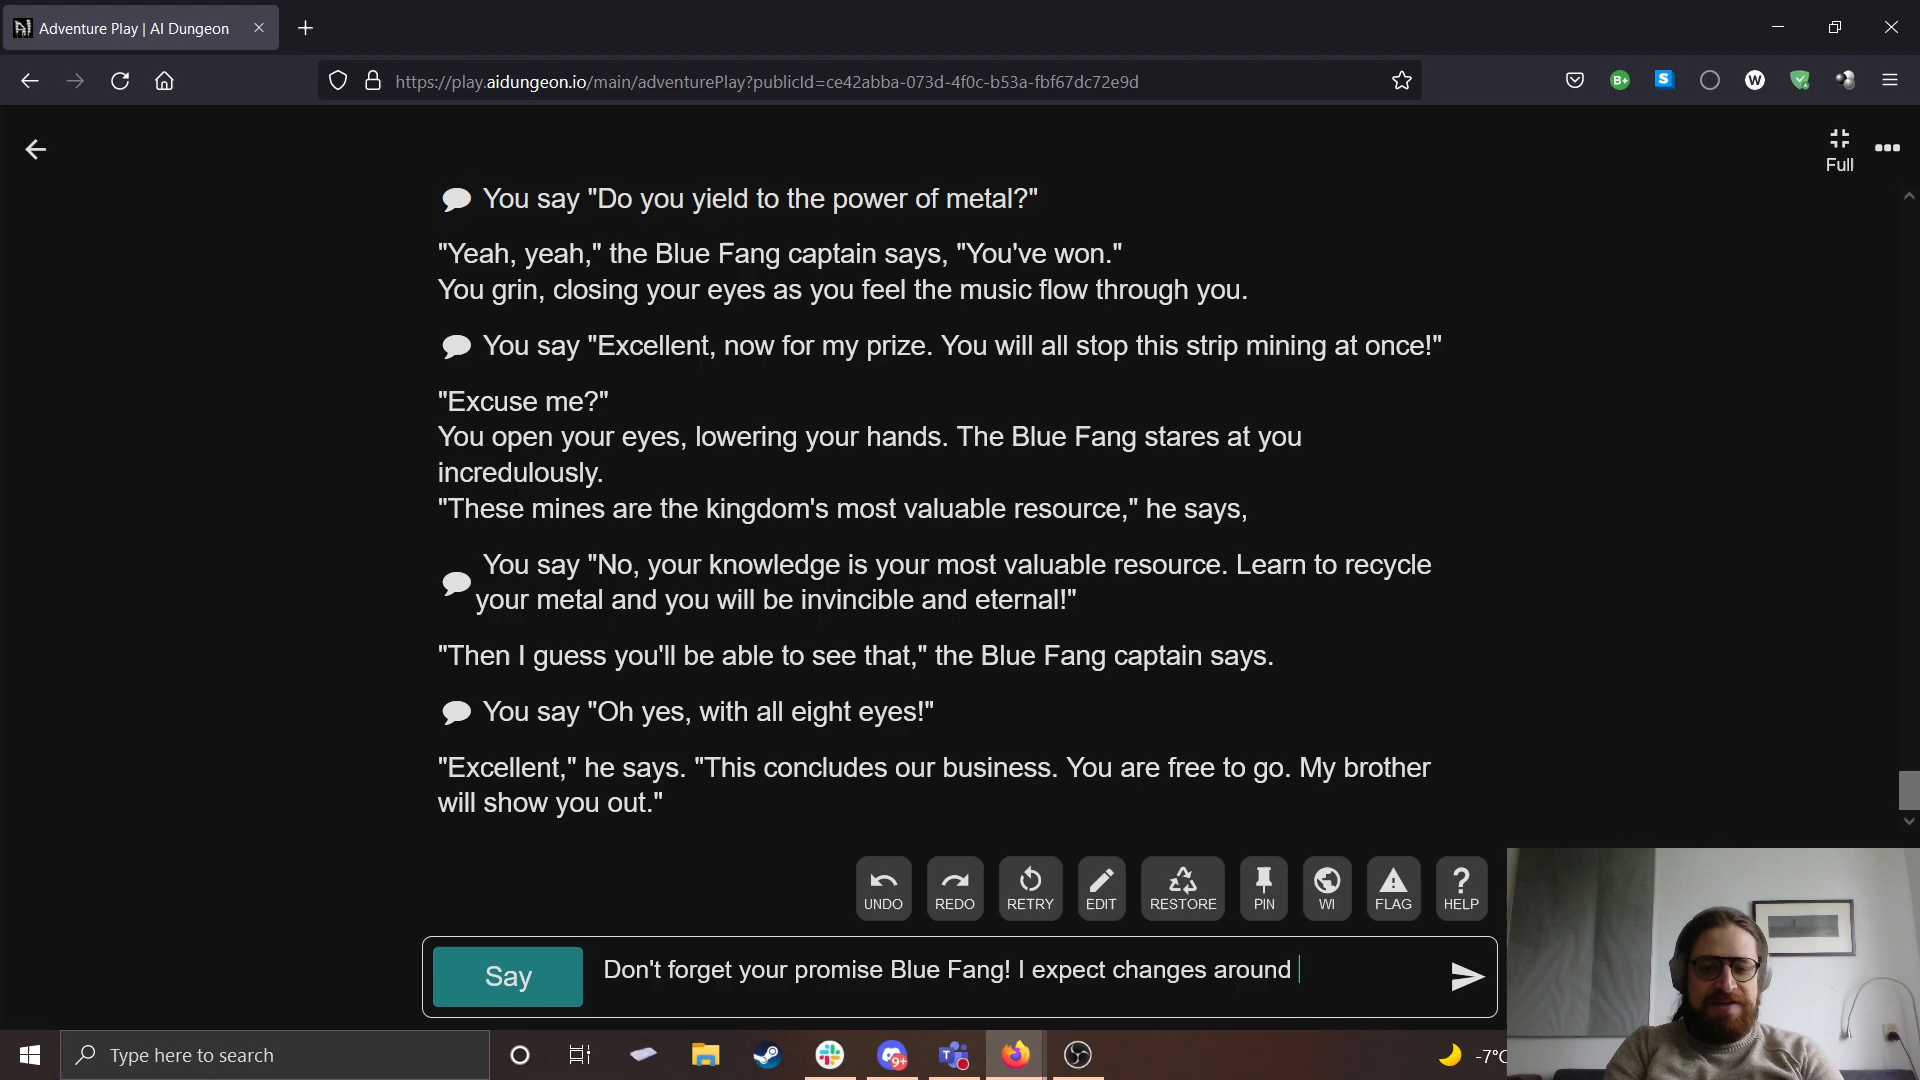 Adventure Play | AI Dungeon
https://play.aidungeon.io/main/adventurePlay?publicId=ce42abba-073d-4f0c-b53a-fbf67dc72e9d
Full
You say "Do you yield to the power of metal?"
"Yeah, yeah," the Blue Fang captain says, "You've won."
You grin, closing your eyes as you feel the music flow through you.
You say "Excellent, now for my prize. You will all stop this strip mining at once!"
"Excuse me?"
You open your eyes, lowering your hands. The Blue Fang stares at you
incredulously.
"These mines are the kingdom's most valuable resource," he says,
You say "No, your knowledge is your most valuable resource. Learn to recycle
your metal and you will be invincible and eternal!"
"Then I guess you'll be able to see that," the Blue Fang captain says.
You say "Oh yes, with all eight eyes!"
"Excellent," he says. "This concludes our business. You are free to go. My brother
will show you out."
UNDO REDO RETRY EDIT RESTORE PIN WI FLAG HELP
Say Don't forget your promise Blue Fang! I expect changes around
Type here to search 9+ -7°C